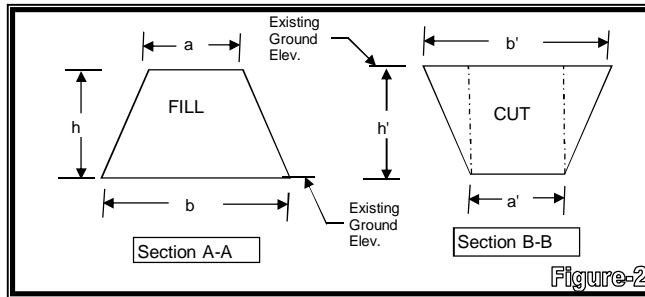 a
FILL
h
b
Existing
Ground
Elev.
Section A-A
Existing
Ground
Elev.
b'
CUT
h'
a'
Section B-B
Figure-2